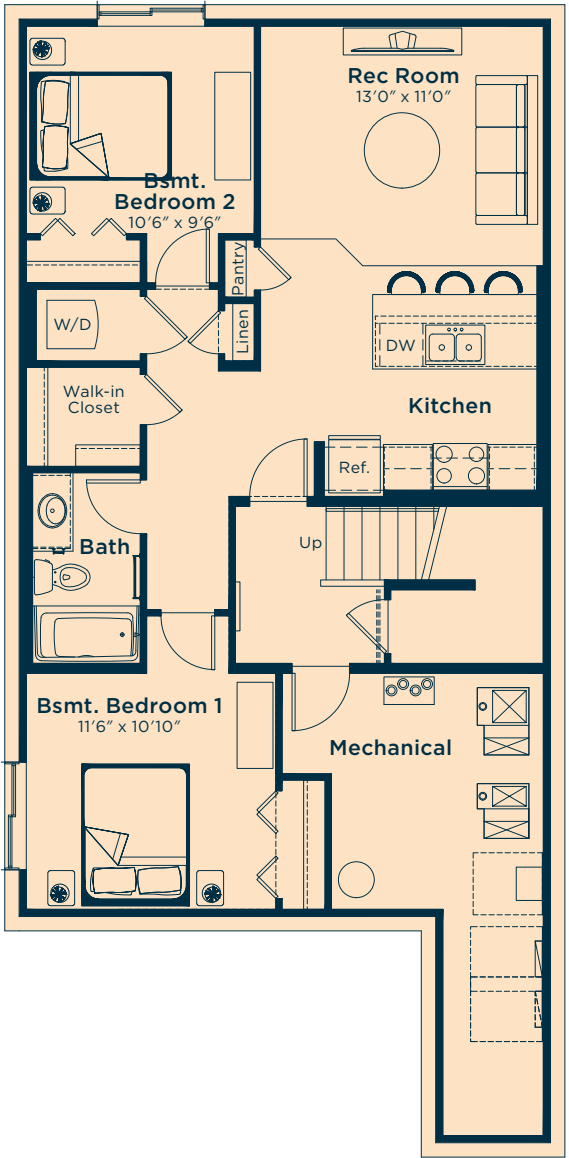 Rec Room
13′0″ x 11′0″
Bsmt.
Bedroom 2
10′6″ x 9′6″
Pantry
W/D
Linen
DW
Walk-in
Closet
Kitchen
Ref.
Up
Bath
Bsmt. Bedroom 1
11′6″ x 10′10″
Mechanical